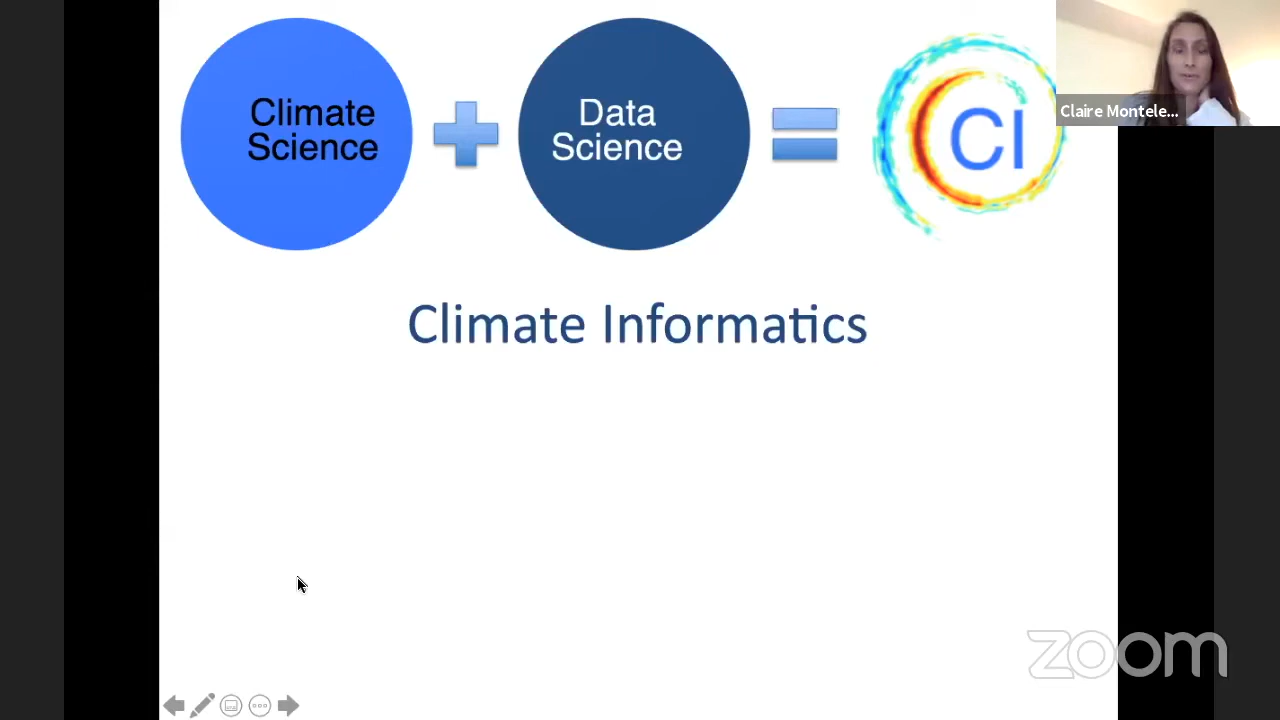 Climate
Science
Data
Science
CI
Claire Montele...
Climate Informatics
zoom